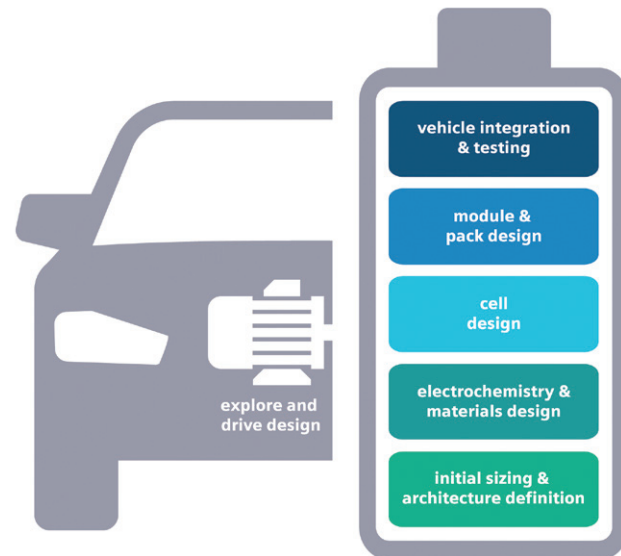 vehicle integration
& testing
module &
pack design
cell
design
electrochemistry &
materials design
initial sizing &
architecture definition
explore and
drive design